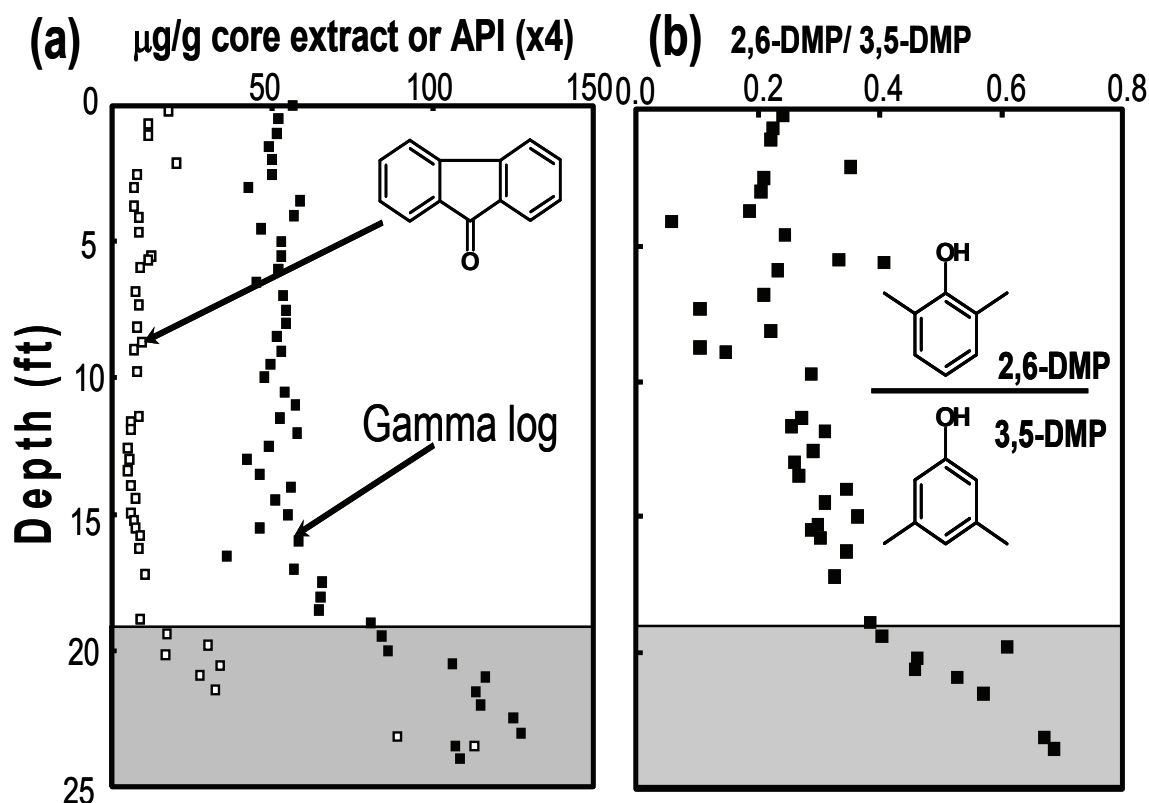 (a) μg/g core extract or API (x4)
0 50 100 150
5
10
15
20
25
Depth (ft)
O
Gamma log
(b) 2,6-DMP/ 3,5-DMP
0.0 0.2 0.4 0.6 0.8
OH
2,6-DMP
3,5-DMP
OH